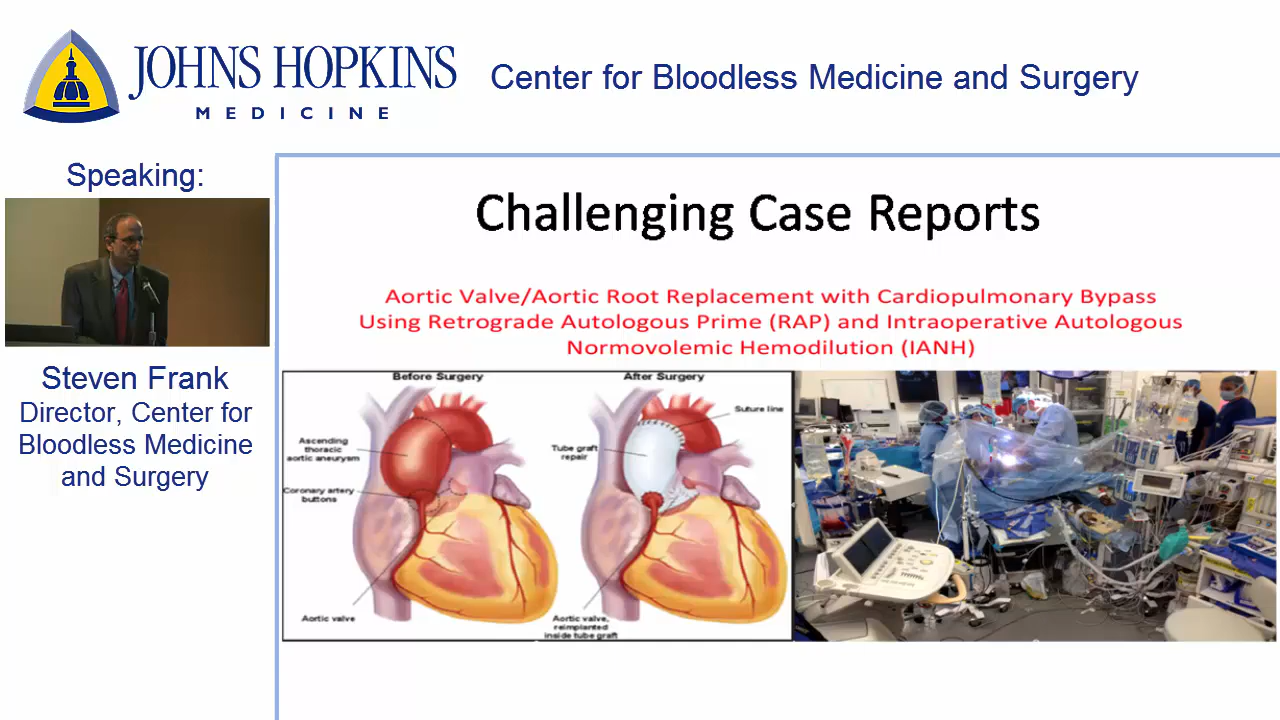 JOHNS HOPKINS
MEDICINE
Center for Bloodless Medicine and Surgery
Speaking:
Steven Frank
Director, Center for
Bloodless Medicine
and Surgery
Challenging Case Reports
Aortic Valve/Aortic Root Replacement with Cardiopulmonary Bypass
Using Retrograde Autologous Prime (RAP) and Intraoperative Autologous
Normovolemic Hemodilution (IANH)
Before Surgery
Ascending
thoracic
aortic aneurysm
Coronary artery
buttons
Aortic valve
After Surgery
Suture line
Tube graft
repair
Aortic valve,
reimplanted
inside tube graft